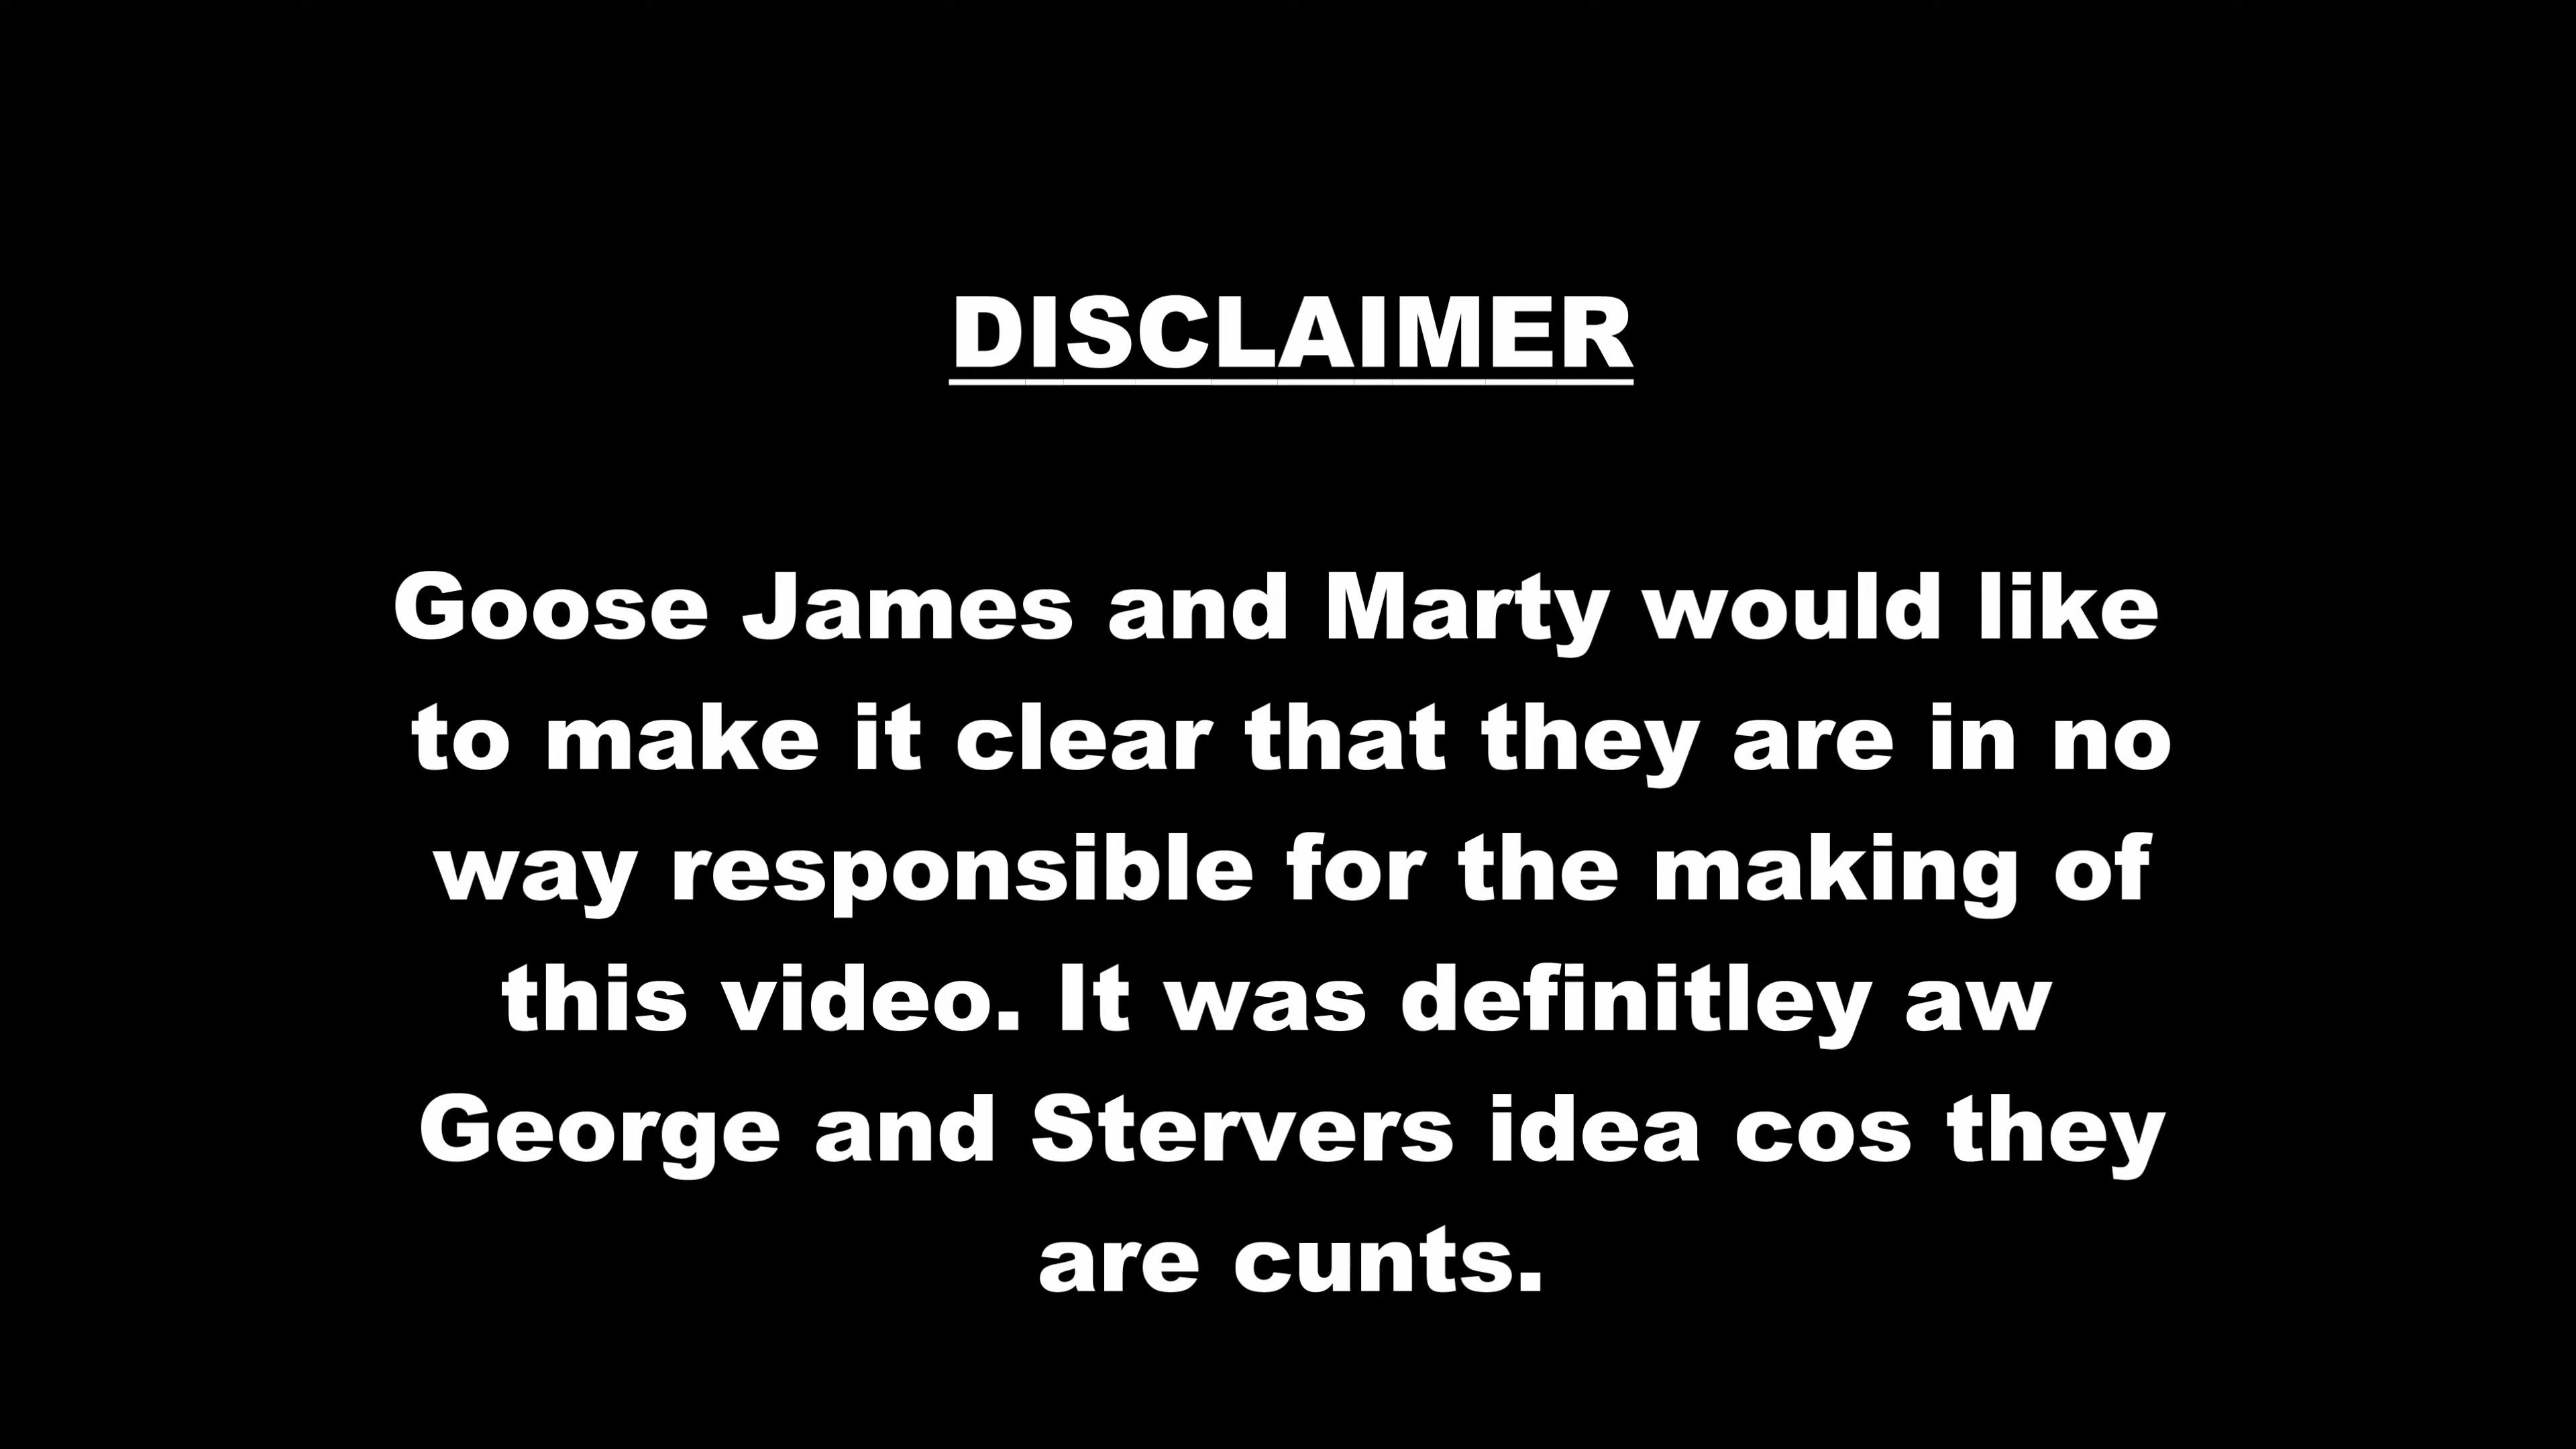 DISCLAIMER
Goose James and Marty would like
to make it clear that they are in no
way responsible for the making of
this video. It was definitley aw
George and Stervers idea cos they
are cunts.